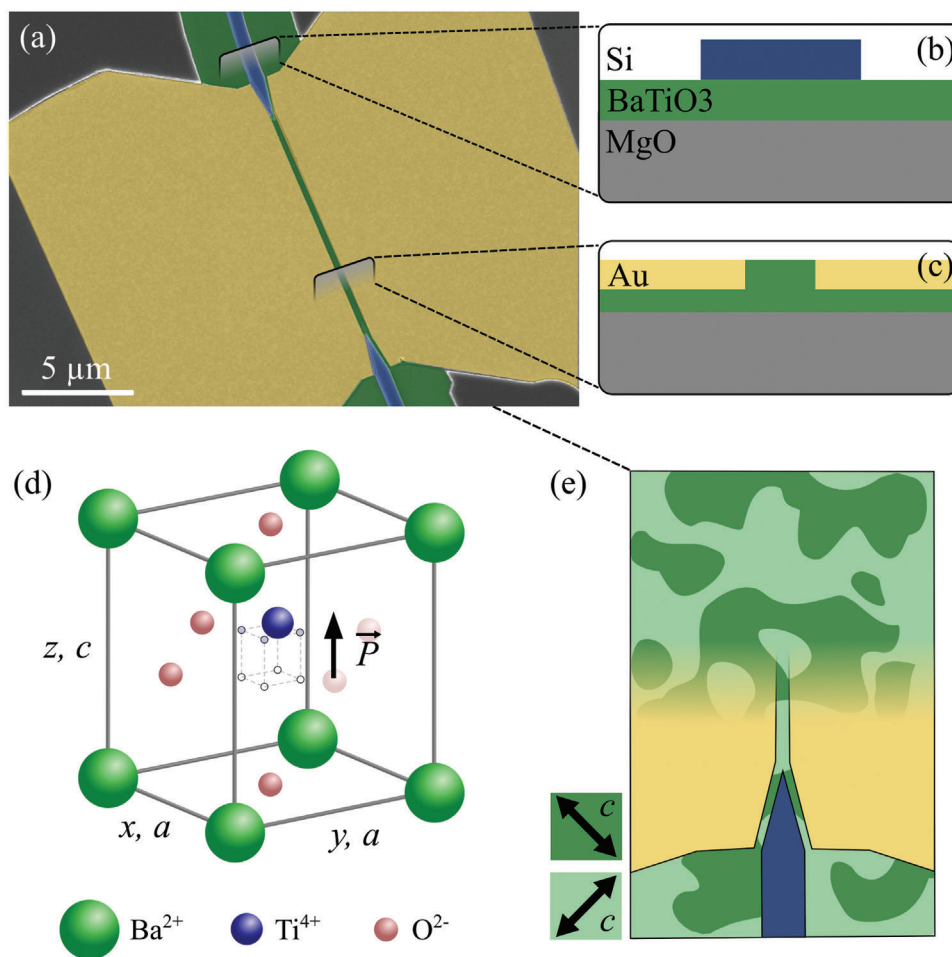 (a)
5 µm
Si
(b)
BaTiO3
MgO
Au
(c)
(d)
z, c
P
x, a
y, a
Ba2+
Ti4+
O2-
(e)
c
c